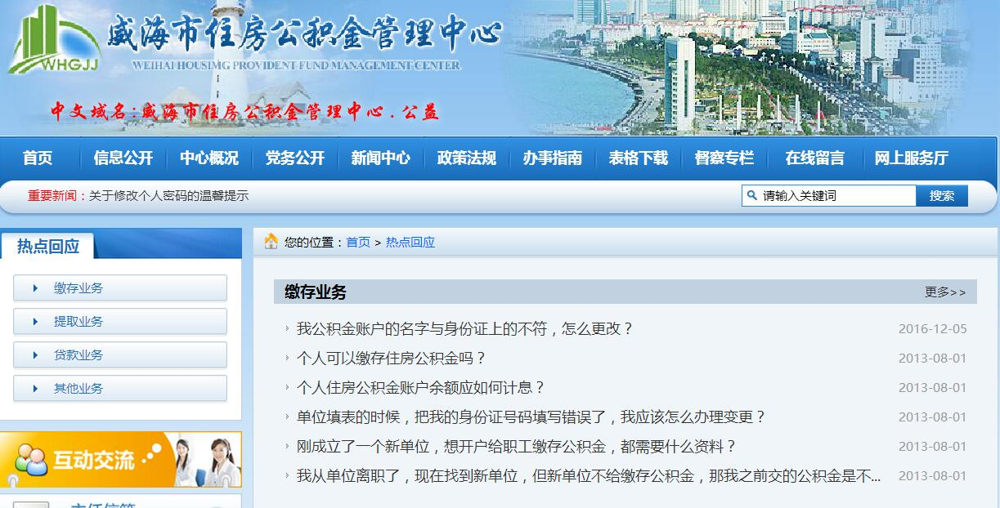 威海市住房公积金管理中心
WHGJJ
WEIHAI HOUSIMG PROVIDENT FUND MANAGEMENT CENTER
中文域名:威海市住房公积金管理中心.公益
首页 信息公开 中心概况 党务公开 新闻中心 政策法规 办事指南 表格下载 督察专栏 在线留言 网上服务厅
重要新闻：关于修改个人密码的温馨提示 请输入关键词 搜索
热点回应
缴存业务
提取业务
贷款业务
其他业务
互动交流
主任信箱
您的位置：首页 > 热点回应
缴存业务 更多>>
我公积金账户的名字与身份证上的不符，怎么更改？ 2016-12-05
个人可以缴存住房公积金吗？ 2013-08-01
个人住房公积金账户余额应如何计息？ 2013-08-01
单位填表的时候，把我的身份证号码填写错误了，我应该怎么办理变更？ 2013-08-01
刚成立了一个新单位，想开户给职工缴存公积金，都需要什么资料？ 2013-08-01
我从单位离职了，现在找到新单位，但新单位不给缴存公积金，那我之前交的公积金是不... 2013-08-01